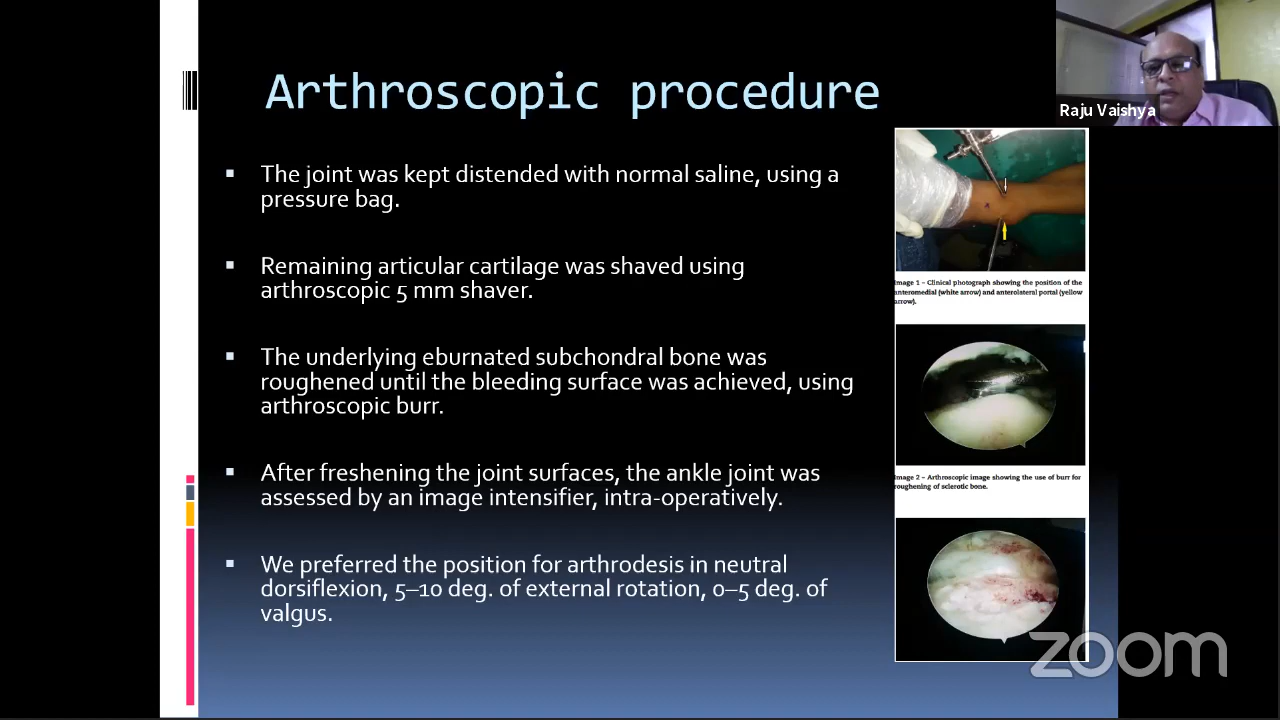 Arthroscopic procedure
Raju Vaishya
The joint was kept distended with normal saline, using a
pressure bag.
Remaining articular cartilage was shaved using
arthroscopic 5 mm shaver.
The underlying eburnated subchondral bone was
roughened until the bleeding surface was achieved, using
arthroscopic burr.
After freshening the joint surfaces, the ankle joint was
assessed by an image intensifier, intra-operatively.
We preferred the position for arthrodesis in neutral
dorsiflexion, 5–10 deg. of external rotation, 0–5 deg. of
valgus.
Image 1 – Clinical photograph showing the position of the
anteromedial (white arrow) and anterolateral portal (yellow
arrow).
Image 2 – Arthroscopic image showing the use of burr for
roughening of sclerotic bone.
zoom